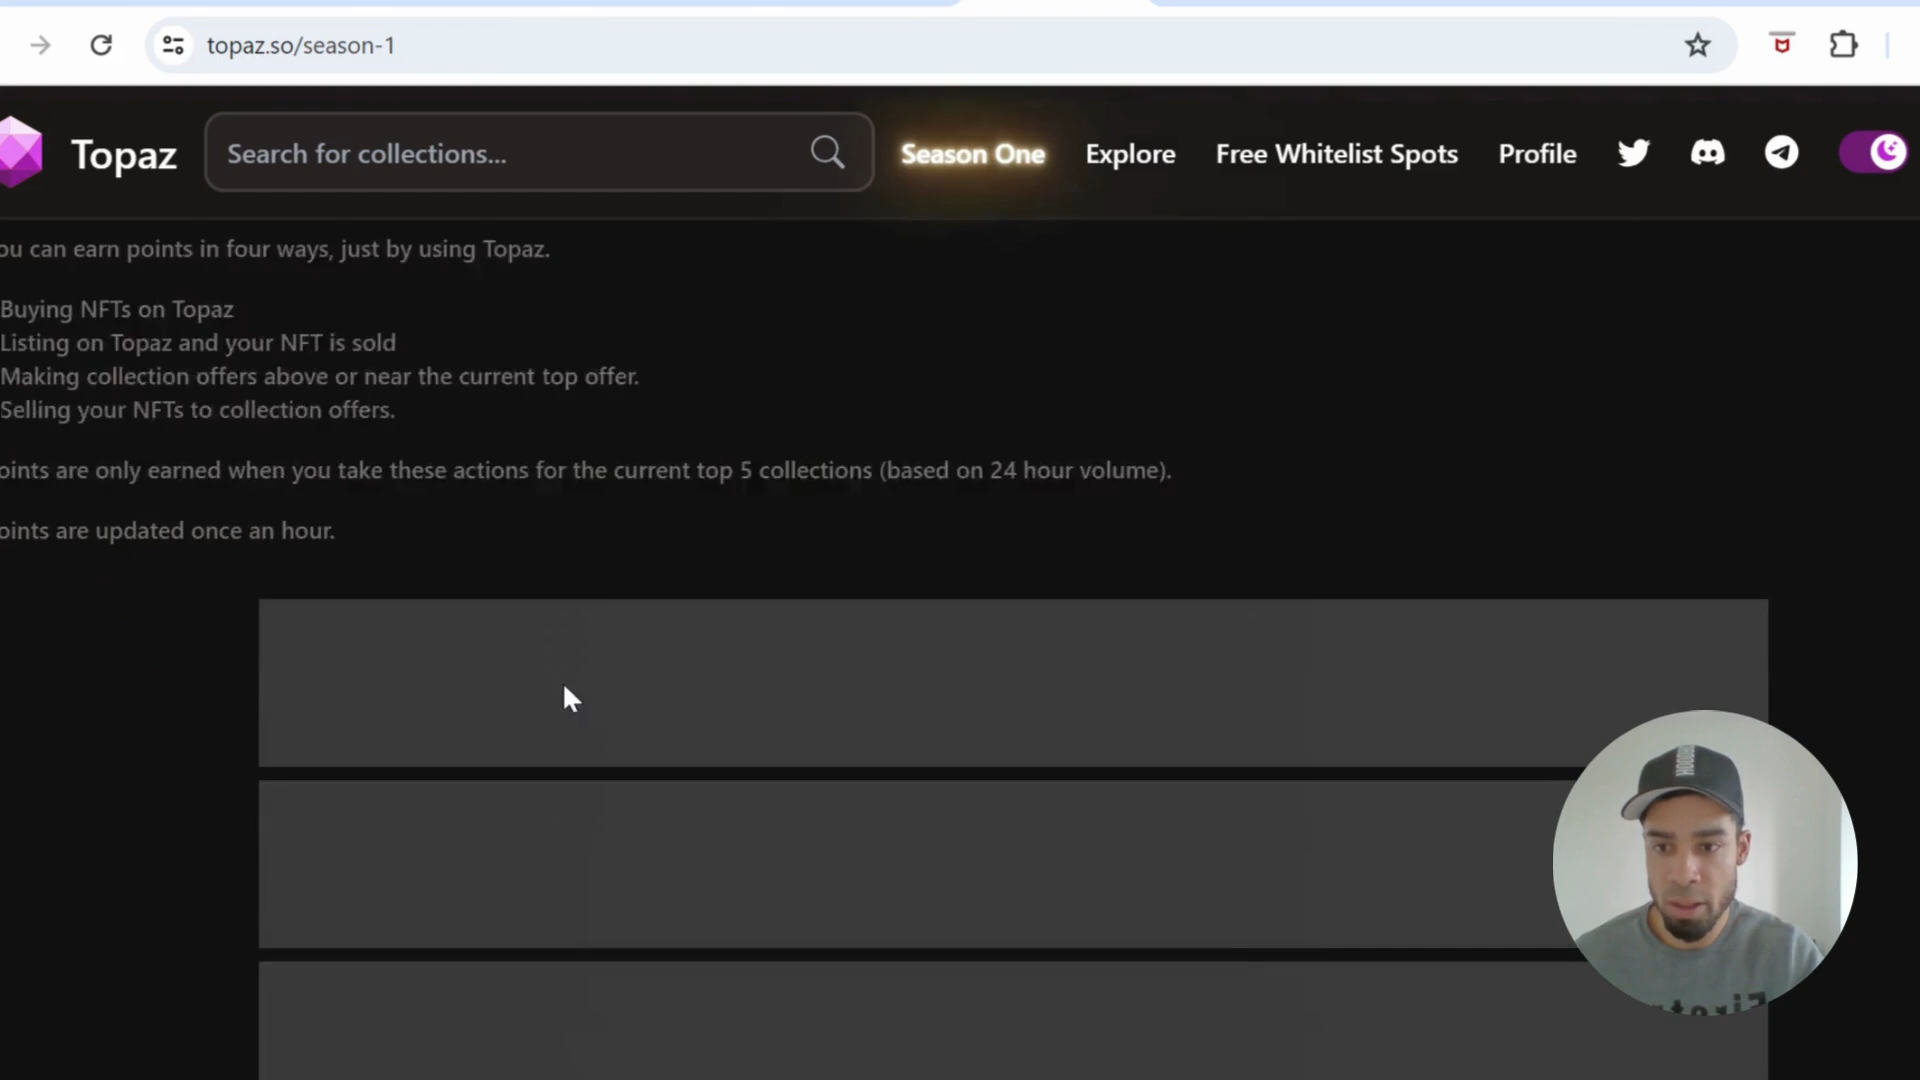 topaz.so/season-1
Topaz
Search for collections...
Season One
Explore
Free Whitelist Spots
Profile
ou can earn points in four ways, just by using Topaz.
Buying NFTs on Topaz
Listing on Topaz and your NFT is sold
Making collection offers above or near the current top offer.
Selling your NFTs to collection offers.
oints are only earned when you take these actions for the current top 5 collections (based on 24 hour volume).
oints are updated once an hour.